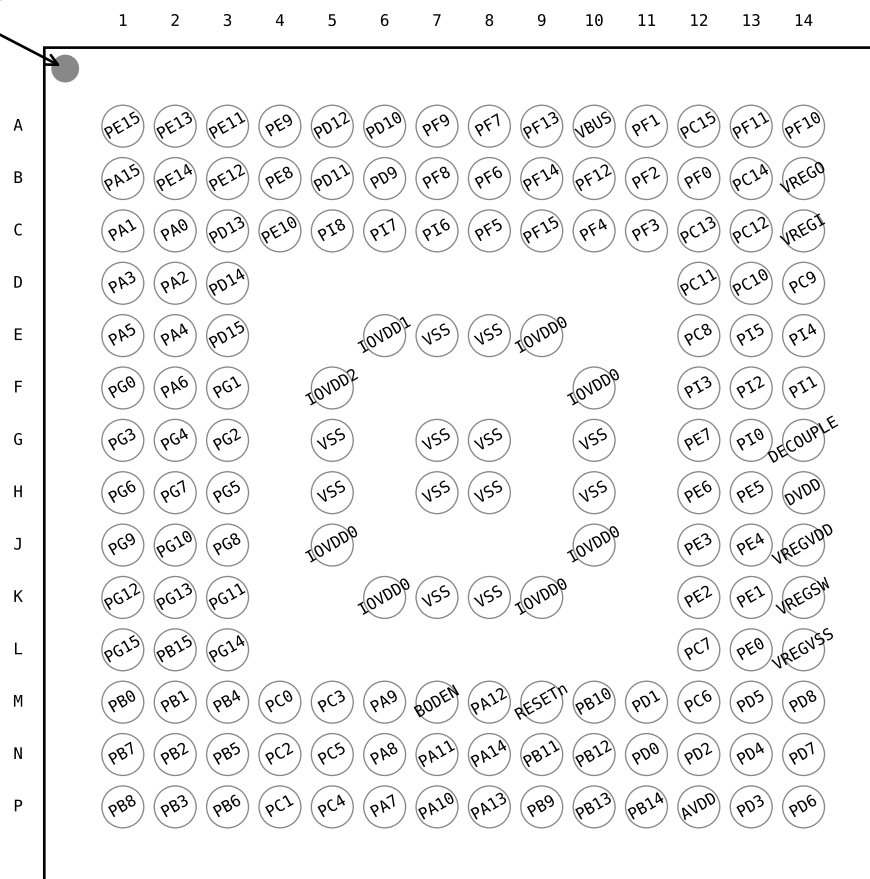 1 2 3 4 5 6 7 8 9 10 11 12 13 14
A PE15 PE13 PE11 PE9 PD12 PD10 PF9 PF7 PF13 VBUS PF1 PC15 PF11 PF10
B PA15 PE14 PE12 PE8 PD11 PD9 PF8 PF6 PF14 PF12 PF2 PF0 PC14 VREGO
C PA1 PA0 PD13 PE10 PI8 PI7 PI6 PF5 PF15 PF4 PF3 PC13 PC12 VREGI
D PA3 PA2 PD14 PC11 PC10 PC9
E PA5 PA4 PD15 IOVDD1 VSS VSS IOVDD0 PC8 PI5 PI4
F PG0 PA6 PG1 IOVDD2 IOVDD0 PI3 PI2 PI1
G PG3 PG4 PG2 VSS VSS VSS VSS PE7 PI0 DECOUPLE
H PG6 PG7 PG5 VSS VSS VSS VSS PE6 PE5 DVDD
J PG9 PG10 PG8 IOVDD0 IOVDD0 PE3 PE4 VREGVDD
K PG12 PG13 PG11 IOVDD0 VSS VSS IOVDD0 PE2 PE1 VREGSW
L PG15 PB15 PG14 PC7 PE0 VREGVSS
M PB0 PB1 PB4 PC0 PC3 PA9 BODEN PA12 RESETn PB10 PD1 PC6 PD5 PD8
N PB7 PB2 PB5 PC2 PC5 PA8 PA11 PA14 PB11 PB12 PD0 PD2 PD4 PD7
P PB8 PB3 PB6 PC1 PC4 PA7 PA10 PA13 PB9 PB13 PB14 AVDD PD3 PD6